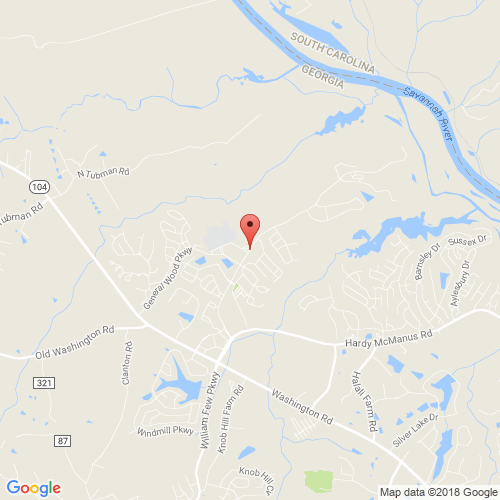 SOUTH CAROLINA
GEORGIA
Savannah River
N Tubman Rd
104
Tubman Rd
General Wood Pkwy
Barnsley Dr
Sussex Dr
Aylesbury Dr
Old Washington Rd
Hardy McManus Rd
321
Clanton Rd
William Few Pkwy
Knob Hill Farm Rd
Washington Rd
Halali Farm Rd
Windmill Pkwy
87
Silver Lake Dr
Knob Hill Cir
Google
Map data ©2018 Google